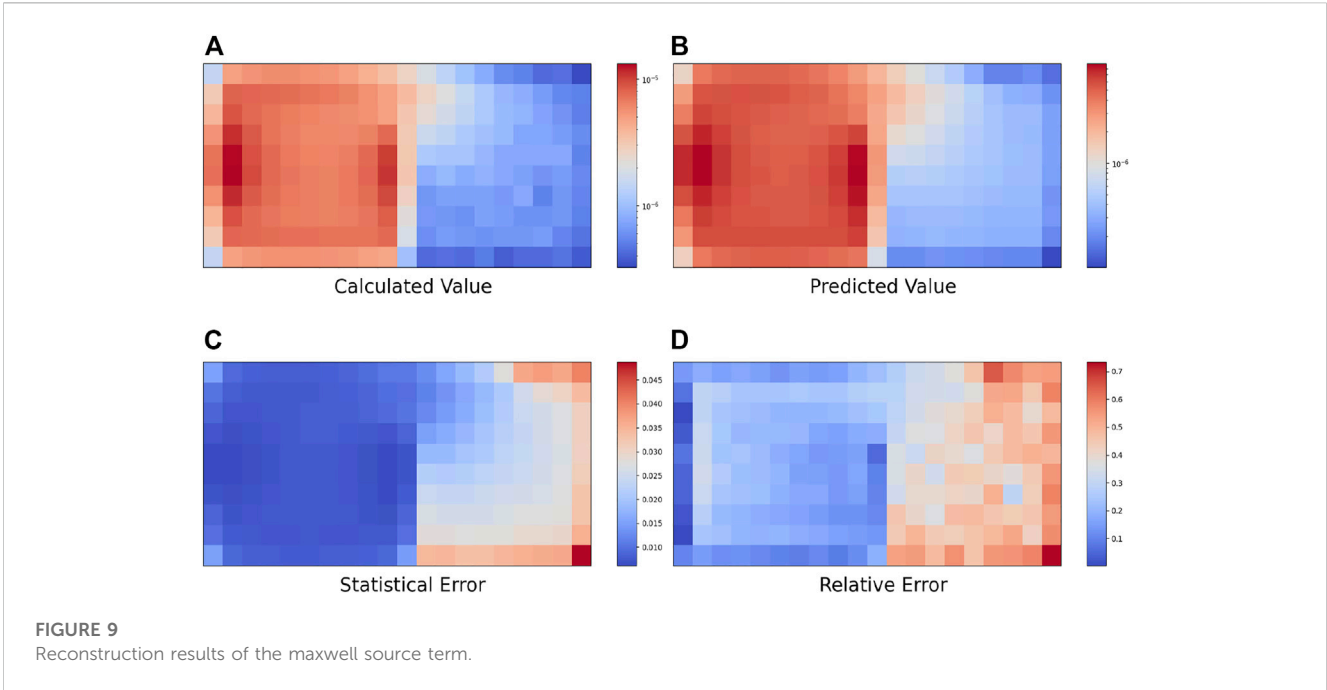 A
10⁻⁵
10⁻⁶
Calculated Value
B
10⁻⁶
Predicted Value
C
0.045
0.040
0.035
0.030
0.025
0.020
0.015
0.010
Statistical Error
D
0.7
0.6
0.5
0.4
0.3
0.2
0.1
Relative Error
FIGURE 9
Reconstruction results of the maxwell source term.